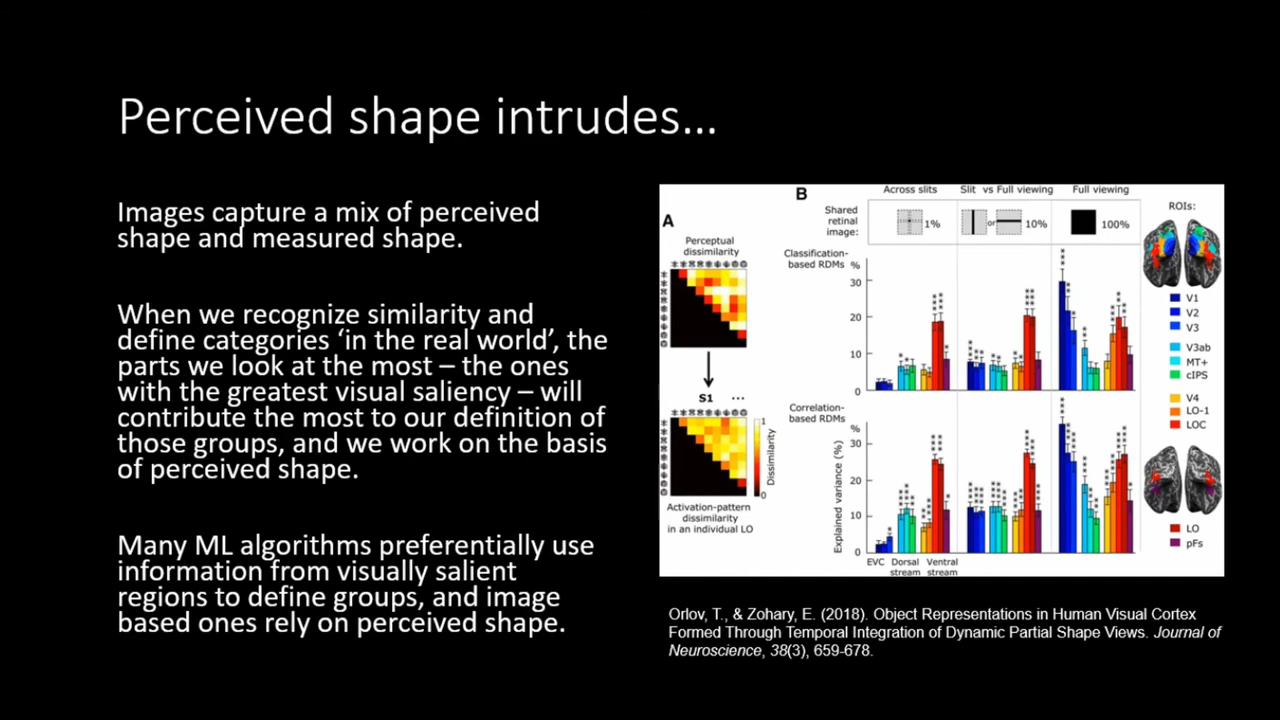 Perceived shape intrudes...
Images capture a mix of perceived
shape and measured shape.
When we recognize similarity and
define categories ‘in the real world’, the
parts we look at the most – the ones
with the greatest visual saliency – will
contribute the most to our definition of
those groups, and we work on the basis
of perceived shape.
Many ML algorithms preferentially use
information from visually salient
regions to define groups, and image
based ones rely on perceived shape.
A
Perceptual
dissimilarity
S1 ...
1
Dissimilarity
0
Activation-pattern
dissimilarity
in an individual LO
B
Across slits
Slit vs Full viewing
Full viewing
Shared
retinal
image:
1%
or
10%
100%
Classification-
based RDMs
%
30
20
10
0
Correlation-
based RDMs
%
30
20
10
0
Explained variance (%)
EVC
Dorsal
stream
Ventral
stream
ROIs:
V1
V2
V3
V3ab
MT+
cIPS
V4
LO-1
LOC
LO
pFs
Orlov, T., & Zohary, E. (2018). Object Representations in Human Visual Cortex
Formed Through Temporal Integration of Dynamic Partial Shape Views. Journal of
Neuroscience, 38(3), 659-678.